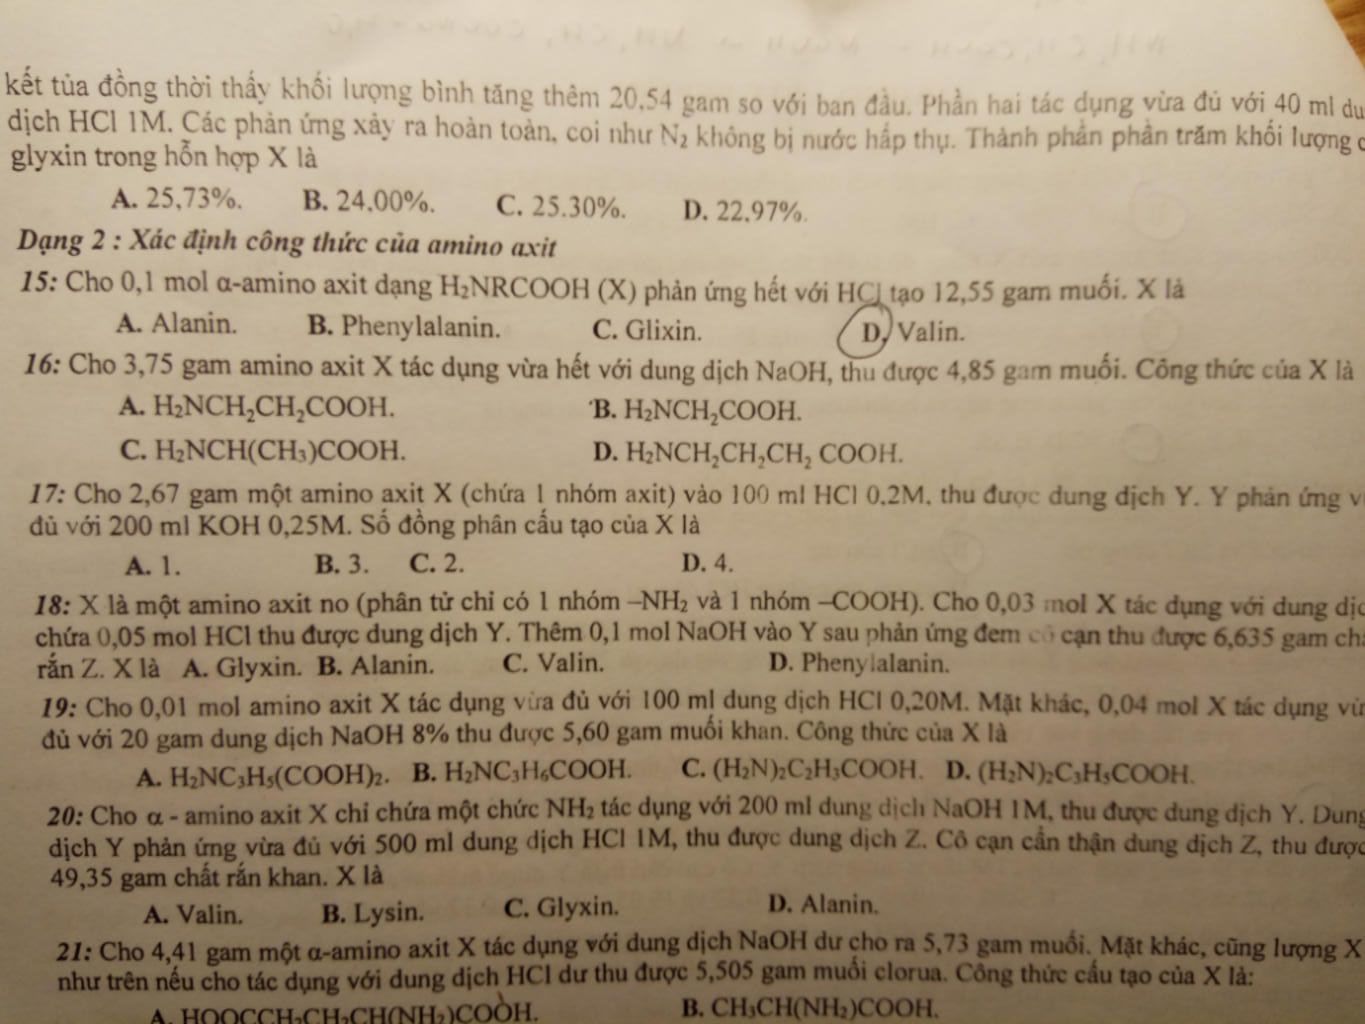 kết tủa đồng thời thấy khối lượng bình tăng thêm 20,54 gam so với ban đầu. Phần hai tác dụng vừa đủ với 40 ml
dịch HCl 1M. Các phản ứng xảy ra hoàn toàn, coi như N₂ không bị nước hấp thụ. Thành phần phần trăm khối lượng
glyxin trong hỗn hợp X là
A. 25,73%. B. 24,00%. C. 25.30%. D. 22,97%.
Dạng 2 : Xác định công thức của amino axit
15: Cho 0,1 mol α-amino axit dạng H₂NRCOOH (X) phản ứng hết với HCl tạo 12,55 gam muối. X là
A. Alanin. B. Phenylalanin. C. Glixin. D. Valin.
16: Cho 3,75 gam amino axit X tác dụng vừa hết với dung dịch NaOH, thu được 4,85 gam muối. Công thức của X là
A. H₂NCH₂CH₂COOH. B. H₂NCH₂COOH.
C. H₂NCH(CH₃)COOH. D. H₂NCH₂CH₂CH₂ COOH.
17: Cho 2,67 gam một amino axit X (chứa 1 nhóm axit) vào 100 ml HCl 0,2M, thu được dung dịch Y. Y phản ứng
đủ với 200 ml KOH 0,25M. Số đồng phân cấu tạo của X là
A. 1. B. 3. C. 2. D. 4.
18: X là một amino axit no (phân tử chỉ có 1 nhóm –NH₂ và 1 nhóm –COOH). Cho 0,03 mol X tác dụng với dung
chứa 0,05 mol HCl thu được dung dịch Y. Thêm 0,1 mol NaOH vào Y sau phản ứng đem cô cạn thu được 6,635 gam
rắn Z. X là A. Glyxin. B. Alanin. C. Valin. D. Phenylalanin.
19: Cho 0,01 mol amino axit X tác dụng vừa đủ với 100 ml dung dịch HCl 0,20M. Mặt khác, 0,04 mol X tác dụng
đủ với 20 gam dung dịch NaOH 8% thu được 5,60 gam muối khan. Công thức của X là
A. H₂NC₃H₅(COOH)₂. B. H₂NC₃H₆COOH. C. (H₂N)₂C₂H₃COOH. D. (H₂N)₂C₃H₅COOH.
20: Cho α - amino axit X chỉ chứa một chức NH₂ tác dụng với 200 ml dung dịch NaOH 1M, thu được dung dịch Y. Dung
dịch Y phản ứng vừa đủ với 500 ml dung dịch HCl 1M, thu được dung dịch Z. Cô cạn cẩn thận dung dịch Z, thu được
49,35 gam chất rắn khan. X là
A. Valin. B. Lysin. C. Glyxin. D. Alanin.
21: Cho 4,41 gam một α-amino axit X tác dụng với dung dịch NaOH dư cho ra 5,73 gam muối. Mặt khác, cũng lượng X
như trên nếu cho tác dụng với dung dịch HCl dư thu được 5,505 gam muối clorua. Công thức cấu tạo của X là:
A. HOOCCH₂CH₂CH(NH₂)COOH. B. CH₃CH(NH₂)COOH.